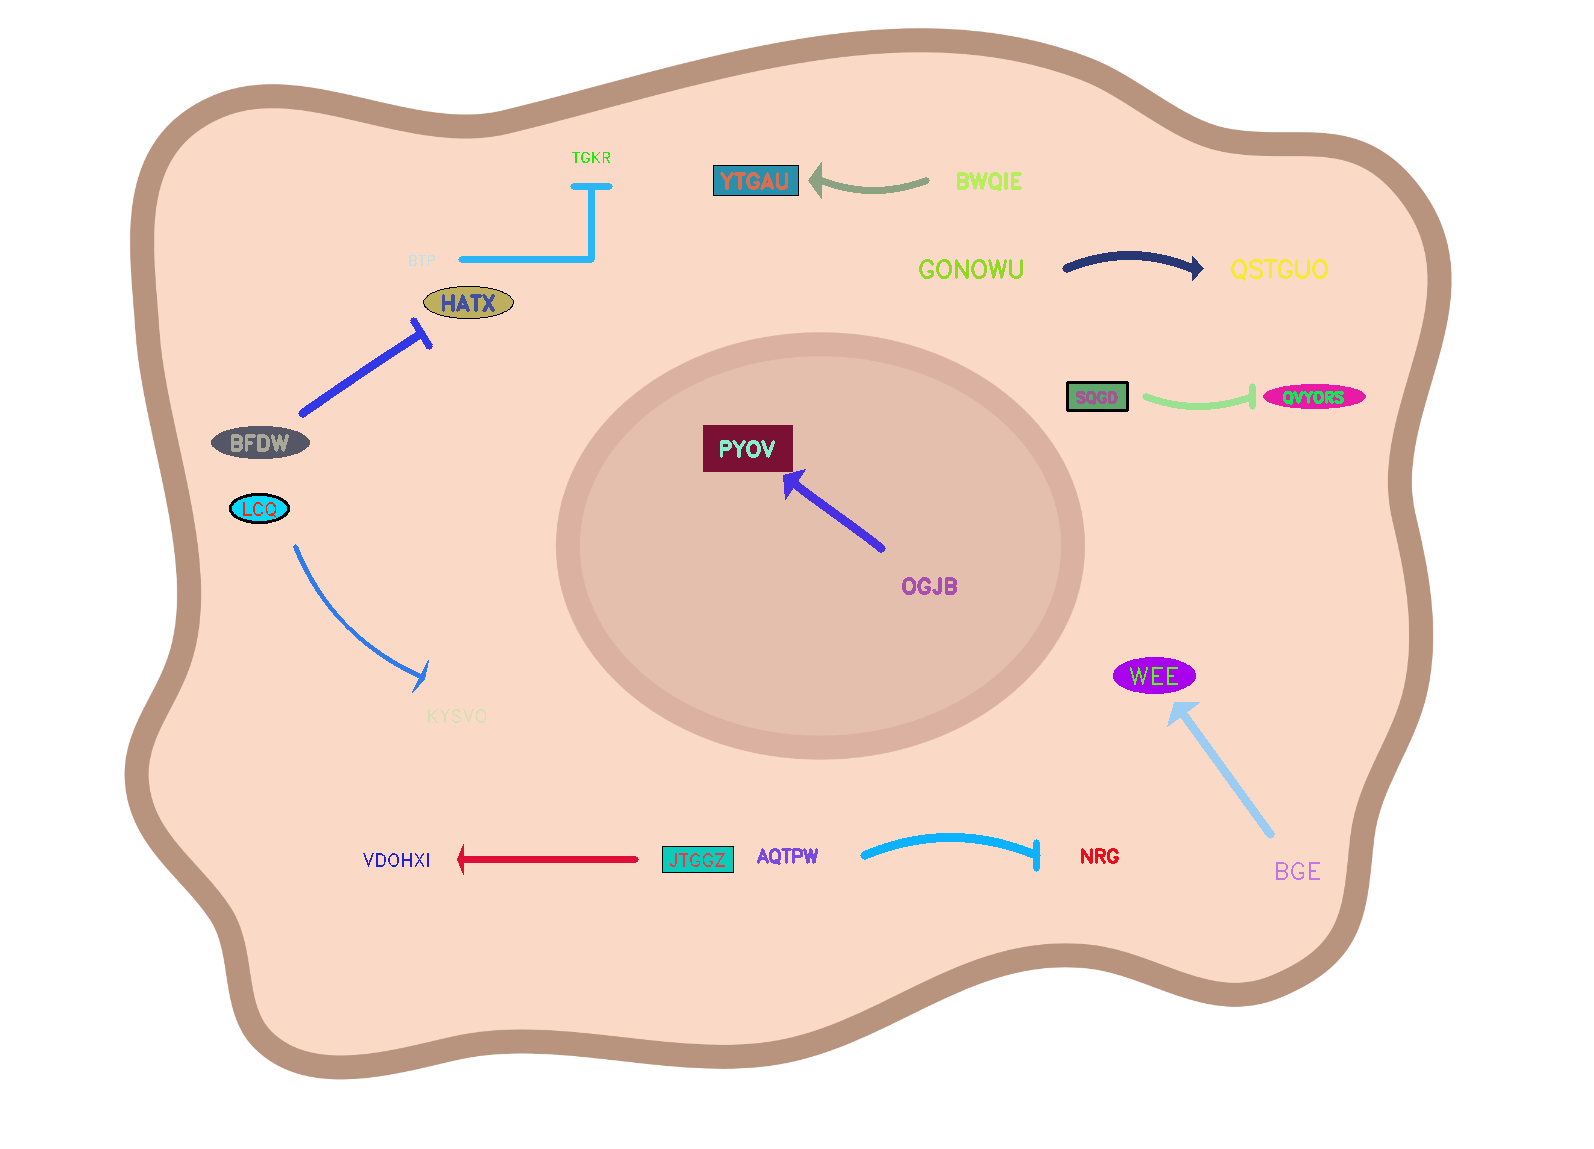 TGKR
YTGAU
BWQIE
BTP
GONOWU
QSTGUO
HATX
SQGD
QVYDRS
BFDW
PYOV
LCQ
OGJB
WEE
KYSVO
VDOHXI
JTGGZ
AQTPW
NRG
BGE